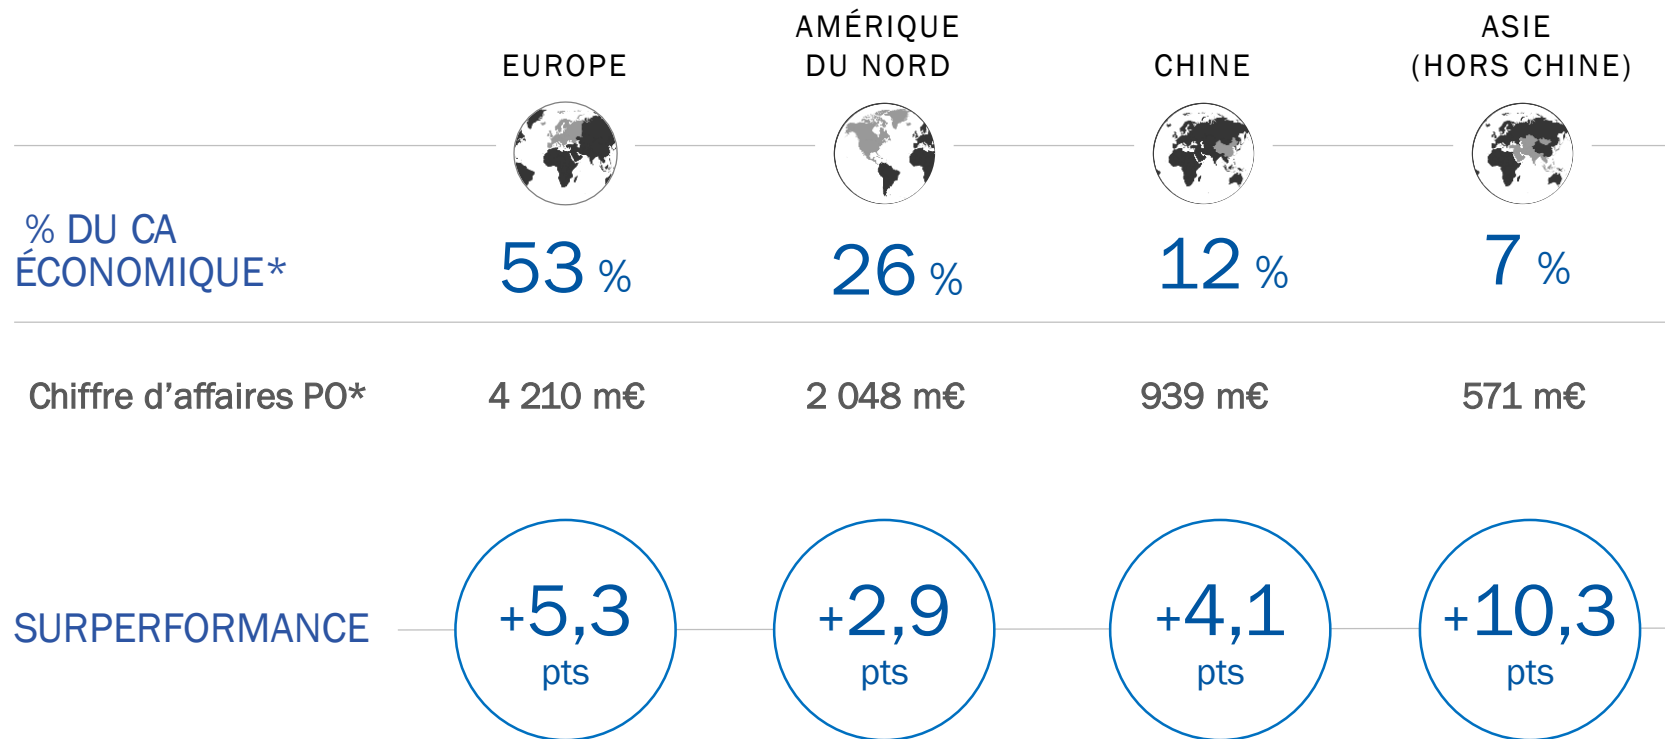 EUROPE
AMÉRIQUE
DU NORD
CHINE
ASIE
(HORS CHINE)
% DU CA
ÉCONOMIQUE*
53 %
26 %
12 %
7 %
Chiffre d’affaires PO*
4 210 m€
2 048 m€
939 m€
571 m€
SURPERFORMANCE
+5,3
pts
+2,9
pts
+4,1
pts
+10,3
pts